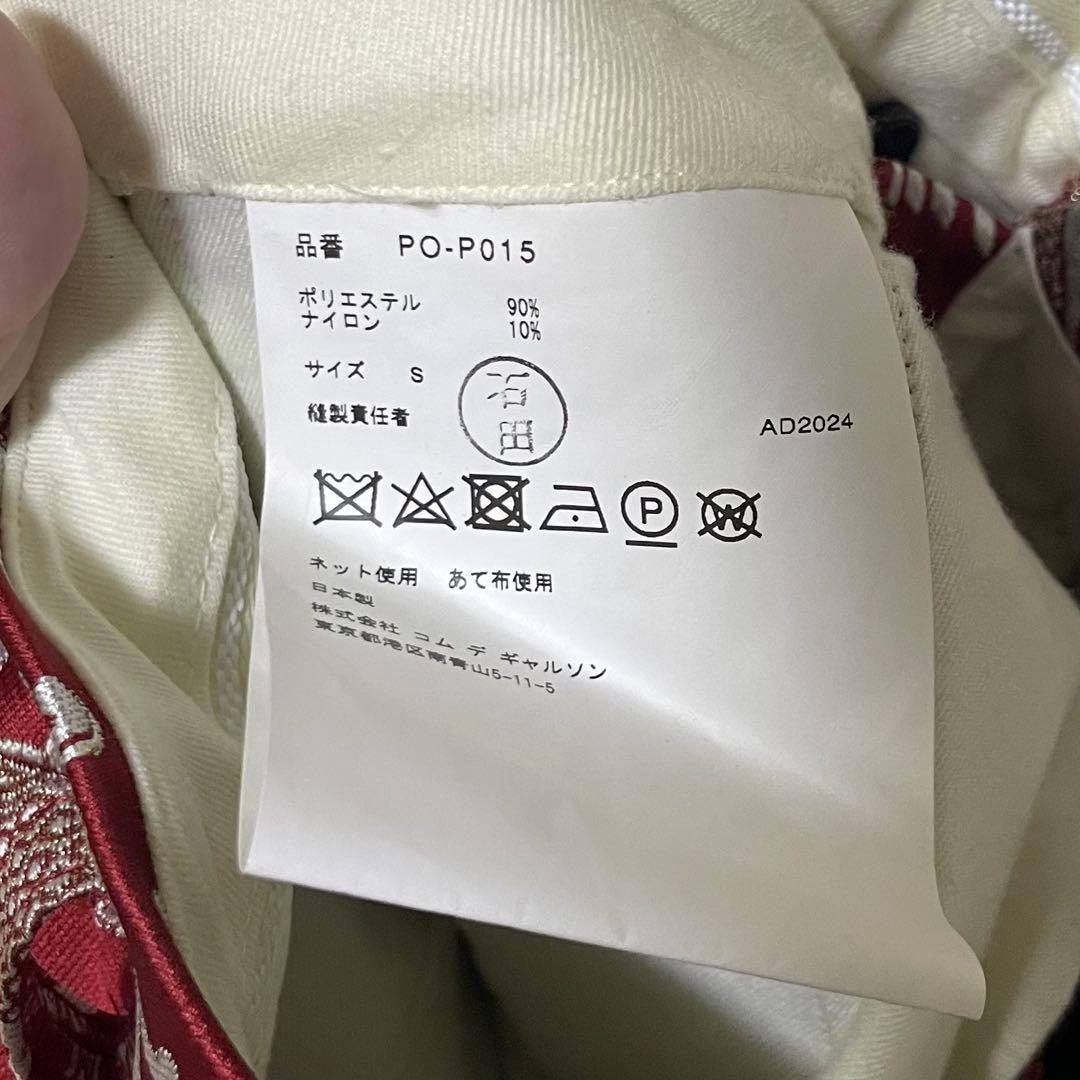 品番 PO-P015
ポリエステル 90%
ナイロン 10%
サイズ S
縫製責任者
AD2024
P
W
ネット使用 あて布使用
日本製
株式会社 コム デ ギャルソン
東京都港区南青山5-11-5